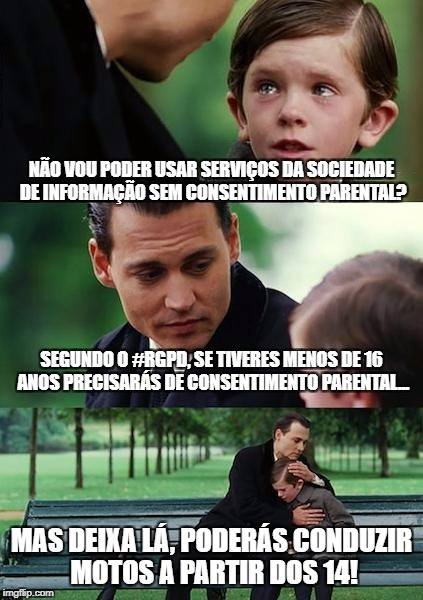 NÃO VOU PODER USAR SERVIÇOS DA SOCIEDADE
DE INFORMAÇÃO SEM CONSENTIMENTO PARENTAL?
SEGUNDO O #RGPD, SE TIVERES MENOS DE 16
ANOS PRECISARÁS DE CONSENTIMENTO PARENTAL...
MAS DEIXA LÁ, PODERÁS CONDUZIR
MOTOS A PARTIR DOS 14!
imgflip.com